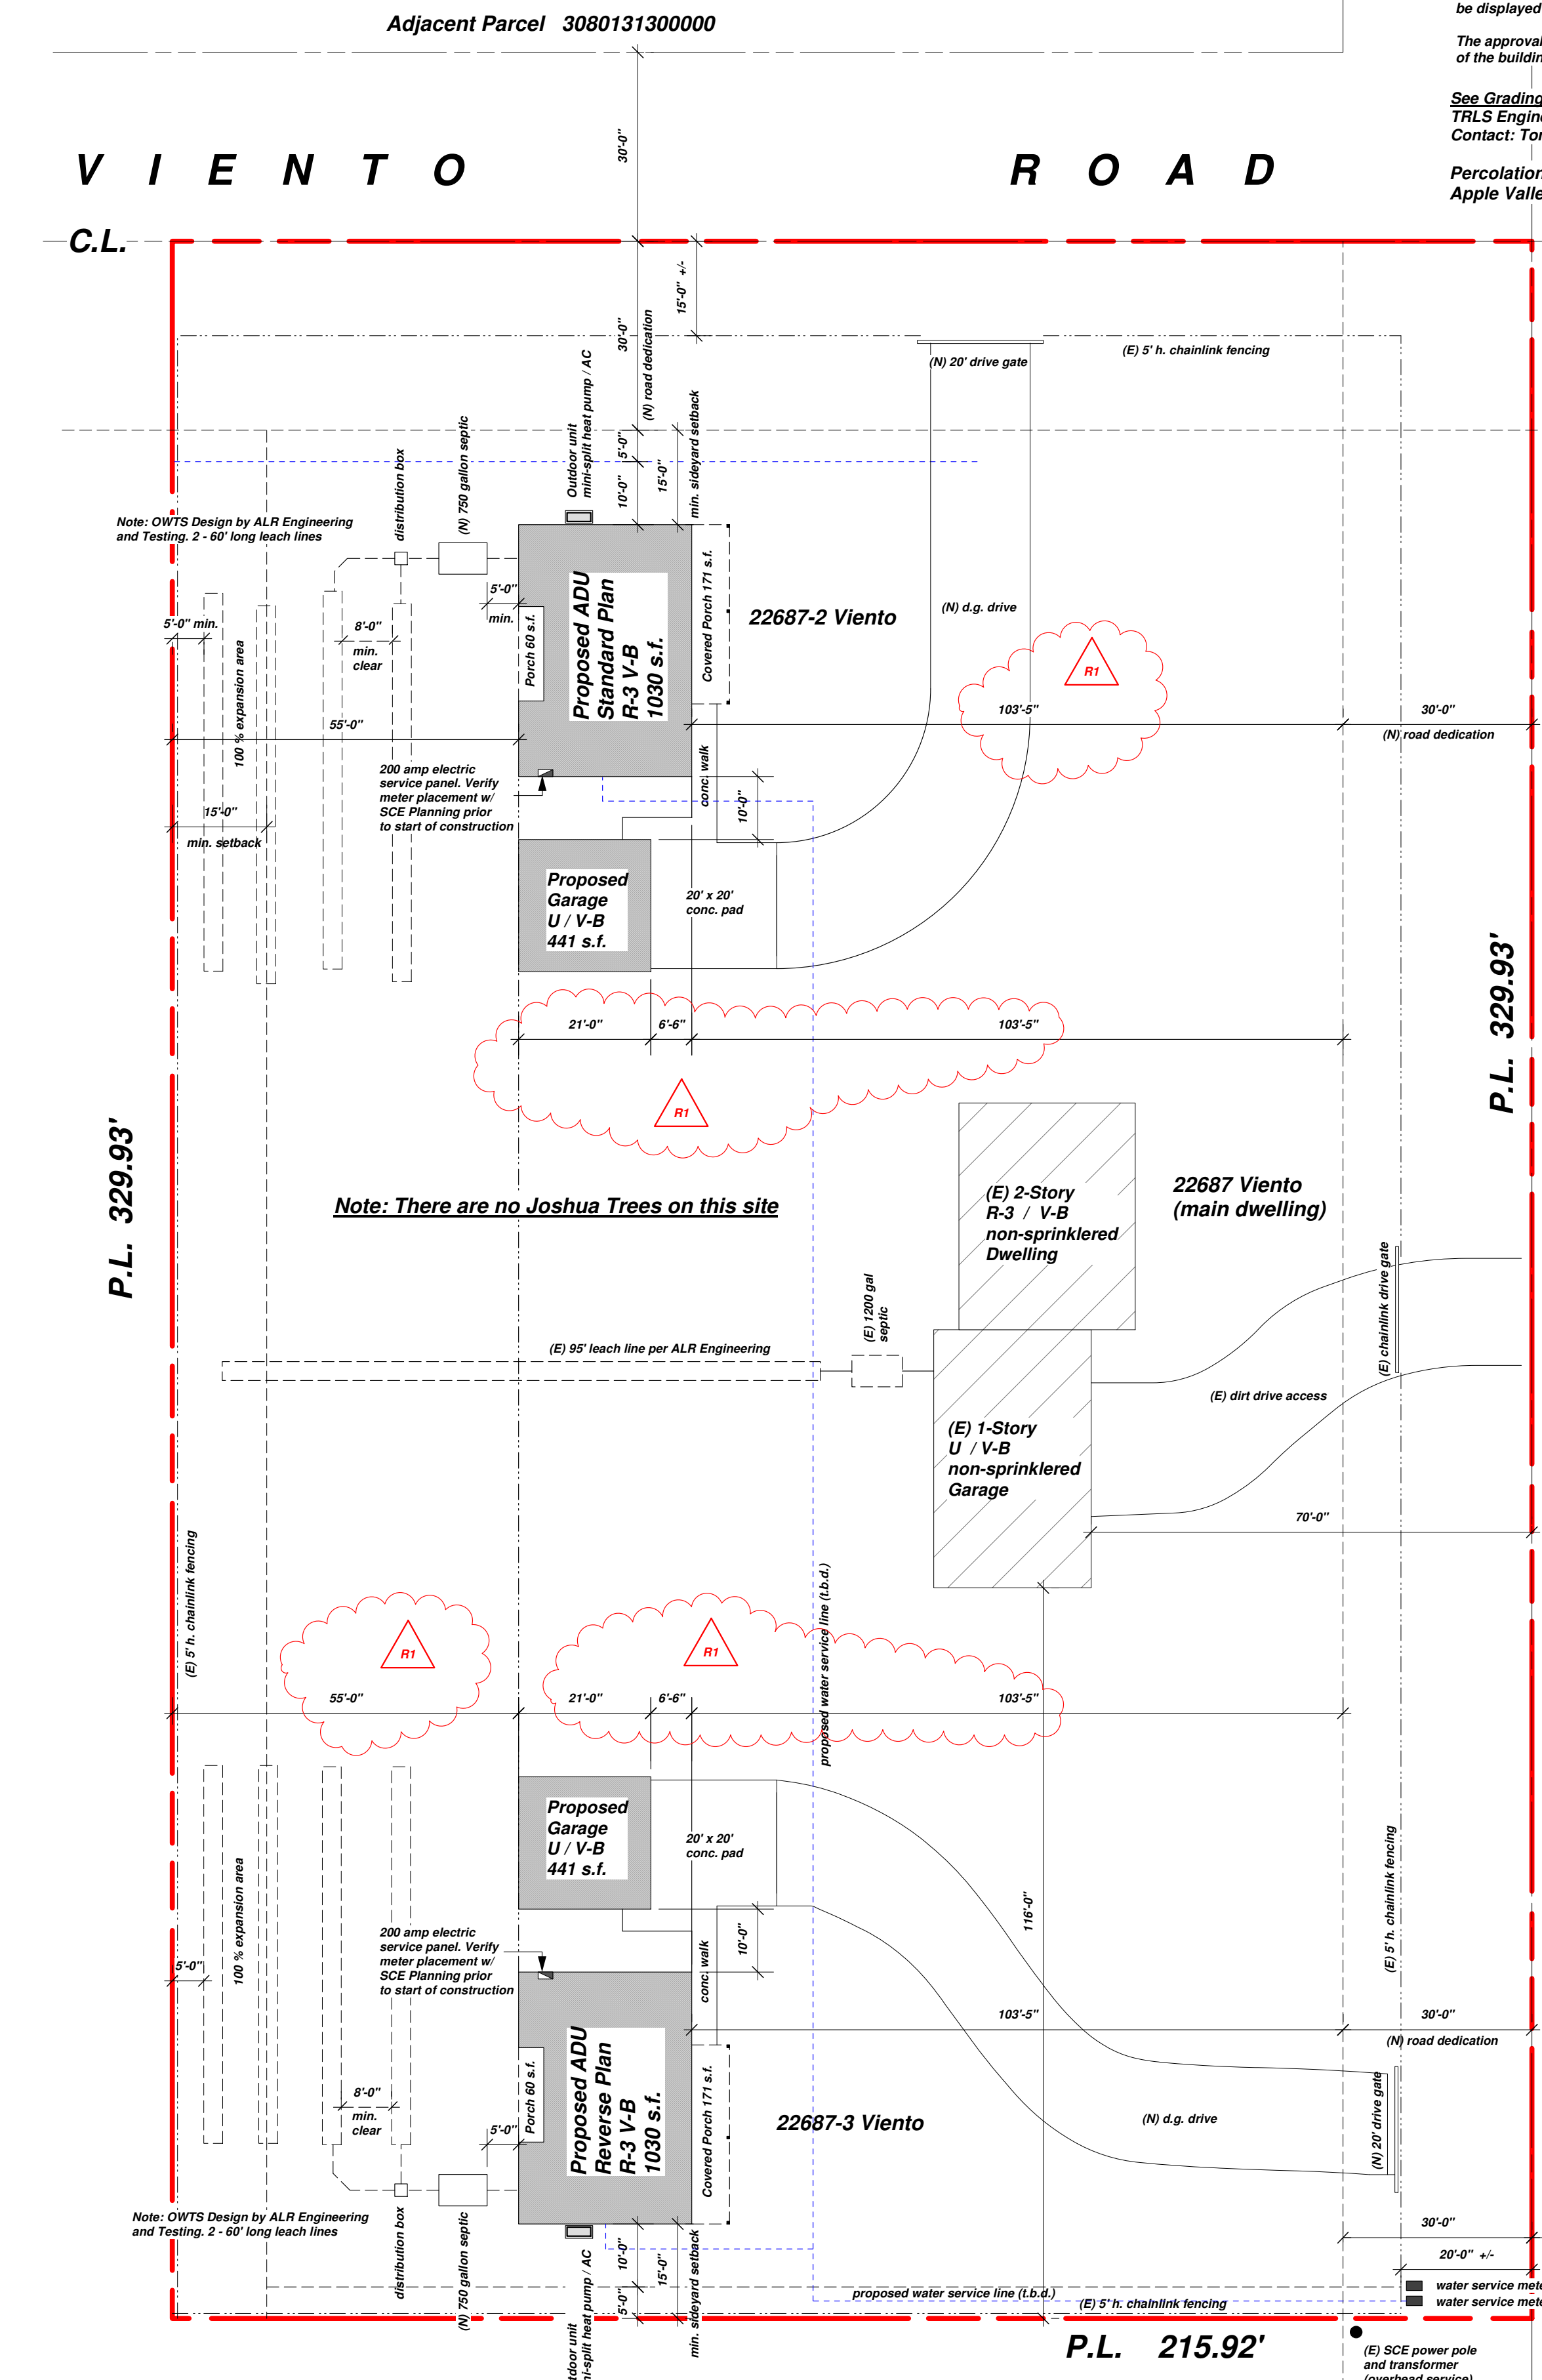 Adjacent Parcel 3080131300000
be displayed
The approval
of the buildin
See Grading
TRLS Engine
Contact: Tor
Percolation
Apple Valle
30'-0"
VIENTO ROAD
C.L.
15'-0" +/-
30'-0"
(N) road dedication
(N) 20' drive gate
(E) 5' h. chainlink fencing
Outdoor unit
mini-split heat pump / AC
min. sideyard setback
5'-0"
10'-0"
15'-0"
(N) 750 gallon septic
distribution box
Note: OWTS Design by ALR Engineering
and Testing. 2 - 60' long leach lines
5'-0"
min.
5'-0" min.
8'-0"
min.
clear
100 % expansion area
Porch 60 s.f.
Proposed ADU
Standard Plan
R-3 V-B
1030 s.f.
Covered Porch 171 s.f.
22687-2 Viento
(N) d.g. drive
R1
103'-5"
30'-0"
(N) road dedication
55'-0"
200 amp electric
service panel. Verify
meter placement w/
SCE Planning prior
to start of construction
conc. walk
10'-0"
15'-0"
min. setback
Proposed
Garage
U / V-B
441 s.f.
20' x 20'
conc. pad
P.L. 329.93'
21'-0"
6'-6"
103'-5"
R1
P.L. 329.93'
Note: There are no Joshua Trees on this site
(E) 2-Story
R-3 / V-B
non-sprinklered
Dwelling
22687 Viento
(main dwelling)
(E) chainlink drive gate
(E) 1200 gal
septic
(E) 95' leach line per ALR Engineering
(E) dirt drive access
(E) 1-Story
U / V-B
non-sprinklered
Garage
70'-0"
(E) 5' h. chainlink fencing
proposed water service line (t.b.d.)
R1
R1
55'-0"
21'-0"
6'-6"
103'-5"
Proposed
Garage
U / V-B
441 s.f.
20' x 20'
conc. pad
116'-0"
(E) 5' h. chainlink fencing
100 % expansion area
200 amp electric
service panel. Verify
meter placement w/
SCE Planning prior
to start of construction
10'-0"
conc. walk
5'-0"
103'-5"
30'-0"
(N) road dedication
Porch 60 s.f.
Proposed ADU
Reverse Plan
R-3 V-B
1030 s.f.
Covered Porch 171 s.f.
8'-0"
min.
clear
5'-0"
22687-3 Viento
(N) d.g. drive
(N) 20' drive gate
Note: OWTS Design by ALR Engineering
and Testing. 2 - 60' long leach lines
distribution box
(N) 750 gallon septic
tdoor unit
ni-split heat pump / AC
10'-0"
15'-0"
5'-0"
min. sideyard setback
30'-0"
20'-0" +/-
proposed water service line (t.b.d.)
(E) 5' h. chainlink fencing
water service mete
water service mete
P.L. 215.92'
(E) SCE power pole
and transformer
(overhead service)